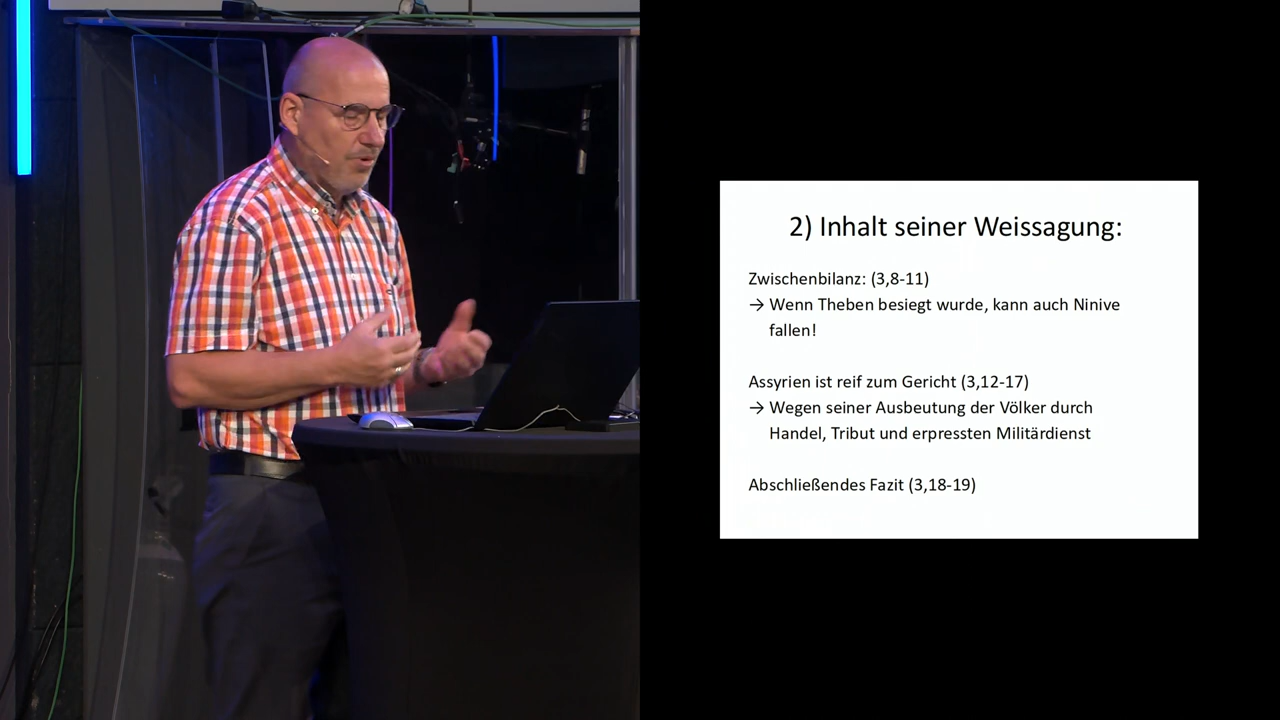 2) Inhalt seiner Weissagung:
Zwischenbilanz: (3,8-11)
→ Wenn Theben besiegt wurde, kann auch Ninive
fallen!
Assyrien ist reif zum Gericht (3,12-17)
→ Wegen seiner Ausbeutung der Völker durch
Handel, Tribut und erpressten Militärdienst
Abschließendes Fazit (3,18-19)